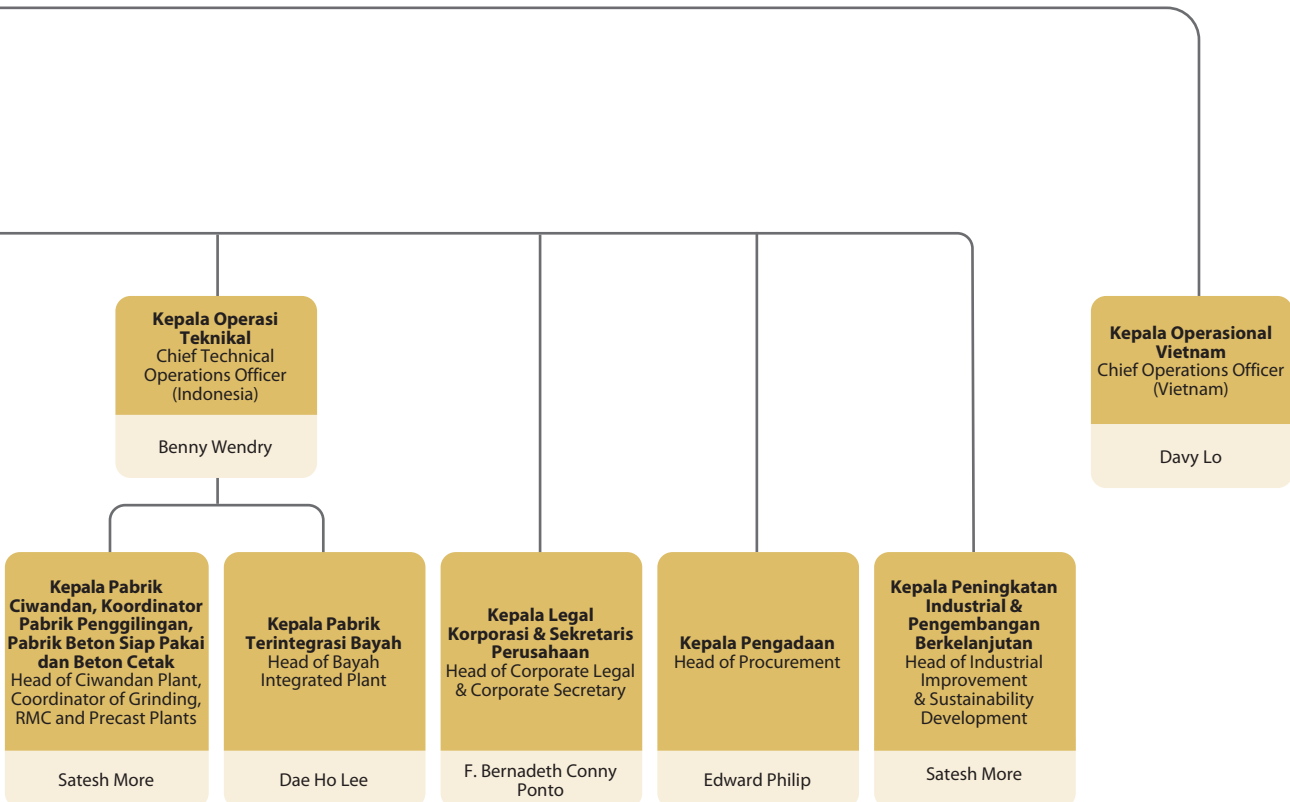 Kepala Operasi
Teknikal
Chief Technical
Operations Officer
(Indonesia)
Benny Wendry
Kepala Operasional
Vietnam
Chief Operations Officer
(Vietnam)
Davy Lo
Kepala Pabrik
Ciwandan, Koordinator
Pabrik Penggilingan,
Pabrik Beton Siap Pakai
dan Beton Cetak
Head of Ciwandan Plant,
Coordinator of Grinding,
RMC and Precast Plants
Satesh More
Kepala Pabrik
Terintegrasi Bayah
Head of Bayah
Integrated Plant
Dae Ho Lee
Kepala Legal
Korporasi & Sekretaris
Perusahaan
Head of Corporate Legal
& Corporate Secretary
F. Bernadeth Conny
Ponto
Kepala Pengadaan
Head of Procurement
Edward Philip
Kepala Peningkatan
Industrial &
Pengembangan
Berkelanjutan
Head of Industrial
Improvement
& Sustainability
Development
Satesh More